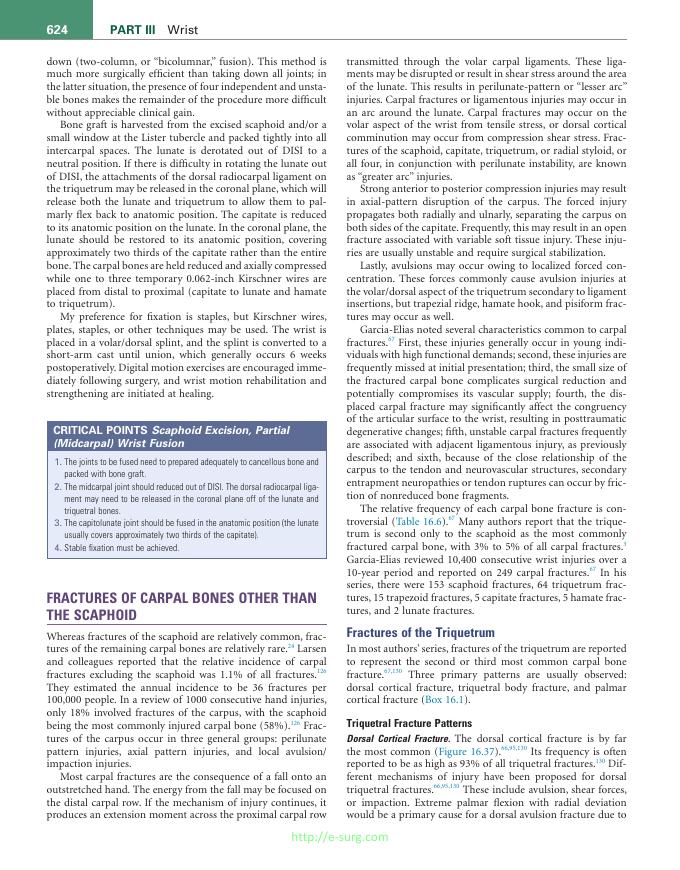 624
PART III Wrist
down (two-column, or “bicolumnar,” fusion). This method is
much more surgically efficient than taking down all joints; in
the latter situation, the presence of four independent and unsta-
ble bones makes the remainder of the procedure more difficult
without appreciable clinical gain.
Bone graft is harvested from the excised scaphoid and/or a
small window at the Lister tubercle and packed tightly into all
intercarpal spaces. The lunate is derotated out of DISI to a
neutral position. If there is difficulty in rotating the lunate out
of DISI, the attachments of the dorsal radiocarpal ligament on
the triquetrum may be released in the coronal plane, which will
release both the lunate and triquetrum to allow them to pal-
marly flex back to anatomic position. The capitate is reduced
to its anatomic position on the lunate. In the coronal plane, the
lunate should be restored to its anatomic position, covering
approximately two thirds of the capitate rather than the entire
bone. The carpal bones are held reduced and axially compressed
while one to three temporary 0.062-inch Kirschner wires are
placed from distal to proximal (capitate to lunate and hamate
to triquetrum).
My preference for fixation is staples, but Kirschner wires,
plates, staples, or other techniques may be used. The wrist is
placed in a volar/dorsal splint, and the splint is converted to a
short-arm cast until union, which generally occurs 6 weeks
postoperatively. Digital motion exercises are encouraged imme-
diately following surgery, and wrist motion rehabilitation and
strengthening are initiated at healing.
CRITICAL POINTS Scaphoid Excision, Partial
(Midcarpal) Wrist Fusion
1. The joints to be fused need to prepared adequately to cancellous bone and
packed with bone graft.
2. The midcarpal joint should reduced out of DISI. The dorsal radiocarpal liga-
ment may need to be released in the coronal plane off of the lunate and
triquetral bones.
3. The capitolunate joint should be fused in the anatomic position (the lunate
usually covers approximately two thirds of the capitate).
4. Stable fixation must be achieved.
FRACTURES OF CARPAL BONES OTHER THAN
THE SCAPHOID
Whereas fractures of the scaphoid are relatively common, frac-
tures of the remaining carpal bones are relatively rare.24 Larsen
and colleagues reported that the relative incidence of carpal
fractures excluding the scaphoid was 1.1% of all fractures.126
They estimated the annual incidence to be 36 fractures per
100,000 people. In a review of 1000 consecutive hand injuries,
only 18% involved fractures of the carpus, with the scaphoid
being the most commonly injured carpal bone (58%).126 Frac-
tures of the carpus occur in three general groups: perilunate
pattern injuries, axial pattern injuries, and local avulsion/
impaction injuries.
Most carpal fractures are the consequence of a fall onto an
outstretched hand. The energy from the fall may be focused on
the distal carpal row. If the mechanism of injury continues, it
produces an extension moment across the proximal carpal row
transmitted through the volar carpal ligaments. These liga-
ments may be disrupted or result in shear stress around the area
of the lunate. This results in perilunate-pattern or “lesser arc”
injuries. Carpal fractures or ligamentous injuries may occur in
an arc around the lunate. Carpal fractures may occur on the
volar aspect of the wrist from tensile stress, or dorsal cortical
comminution may occur from compression shear stress. Frac-
tures of the scaphoid, capitate, triquetrum, or radial styloid, or
all four, in conjunction with perilunate instability, are known
as “greater arc” injuries.
Strong anterior to posterior compression injuries may result
in axial-pattern disruption of the carpus. The forced injury
propagates both radially and ulnarly, separating the carpus on
both sides of the capitate. Frequently, this may result in an open
fracture associated with variable soft tissue injury. These inju-
ries are usually unstable and require surgical stabilization.
Lastly, avulsions may occur owing to localized forced con-
centration. These forces commonly cause avulsion injuries at
the volar/dorsal aspect of the triquetrum secondary to ligament
insertions, but trapezial ridge, hamate hook, and pisiform frac-
tures may occur as well.
Garcia-Elias noted several characteristics common to carpal
fractures.67 First, these injuries generally occur in young indi-
viduals with high functional demands; second, these injuries are
frequently missed at initial presentation; third, the small size of
the fractured carpal bone complicates surgical reduction and
potentially compromises its vascular supply; fourth, the dis-
placed carpal fracture may significantly affect the congruency
of the articular surface to the wrist, resulting in posttraumatic
degenerative changes; fifth, unstable carpal fractures frequently
are associated with adjacent ligamentous injury, as previously
described; and sixth, because of the close relationship of the
carpus to the tendon and neurovascular structures, secondary
entrapment neuropathies or tendon ruptures can occur by fric-
tion of nonreduced bone fragments.
The relative frequency of each carpal bone fracture is con-
troversial (Table 16.6).67 Many authors report that the trique-
trum is second only to the scaphoid as the most commonly
fractured carpal bone, with 3% to 5% of all carpal fractures.3
Garcia-Elias reviewed 10,400 consecutive wrist injuries over a
10-year period and reported on 249 carpal fractures.67 In his
series, there were 153 scaphoid fractures, 64 triquetrum frac-
tures, 15 trapezoid fractures, 5 capitate fractures, 5 hamate frac-
tures, and 2 lunate fractures.
Fractures of the Triquetrum
In most authors’ series, fractures of the triquetrum are reported
to represent the second or third most common carpal bone
fracture.67,130 Three primary patterns are usually observed:
dorsal cortical fracture, triquetral body fracture, and palmar
cortical fracture (Box 16.1).
Triquetral Fracture Patterns
Dorsal Cortical Fracture. The dorsal cortical fracture is by far
the most common (Figure 16.37).66,95,130 Its frequency is often
reported to be as high as 93% of all triquetral fractures.130 Dif-
ferent mechanisms of injury have been proposed for dorsal
triquetral fractures.66,95,130 These include avulsion, shear forces,
or impaction. Extreme palmar flexion with radial deviation
would be a primary cause for a dorsal avulsion fracture due to
http://e-surg.com